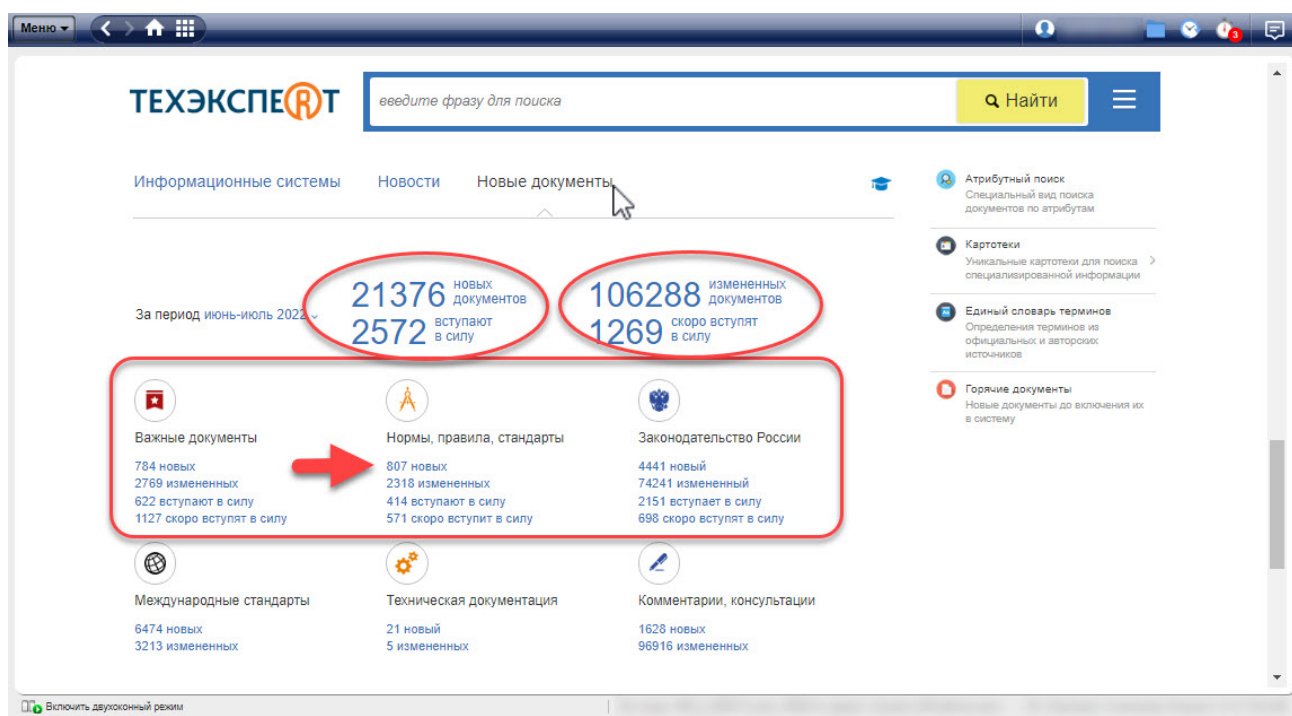 Меню
3
ТЕХЭКСПЕRТ
введите фразу для поиска
Найти
Информационные системы
Новости
Новые документы
За период июнь-июль 2022
21376 новых документов
2572 вступают в силу
106288 измененных документов
1269 скоро вступят в силу
Важные документы
784 новых
2769 измененных
622 вступают в силу
1127 скоро вступят в силу
Нормы, правила, стандарты
807 новых
2318 измененных
414 вступают в силу
571 скоро вступит в силу
Законодательство России
4441 новый
74241 измененный
2151 вступает в силу
698 скоро вступят в силу
Международные стандарты
6474 новых
3213 измененных
Техническая документация
21 новый
5 измененных
Комментарии, консультации
1628 новых
96916 измененных
Атрибутный поиск
Специальный вид поиска
документов по атрибутам
Картотеки
Уникальные картотеки для поиска
специализированной информации
Единый словарь терминов
Определения терминов из
официальных и авторских
источников
Горячие документы
Новые документы до включения их
в систему
Включить двухоконный режим